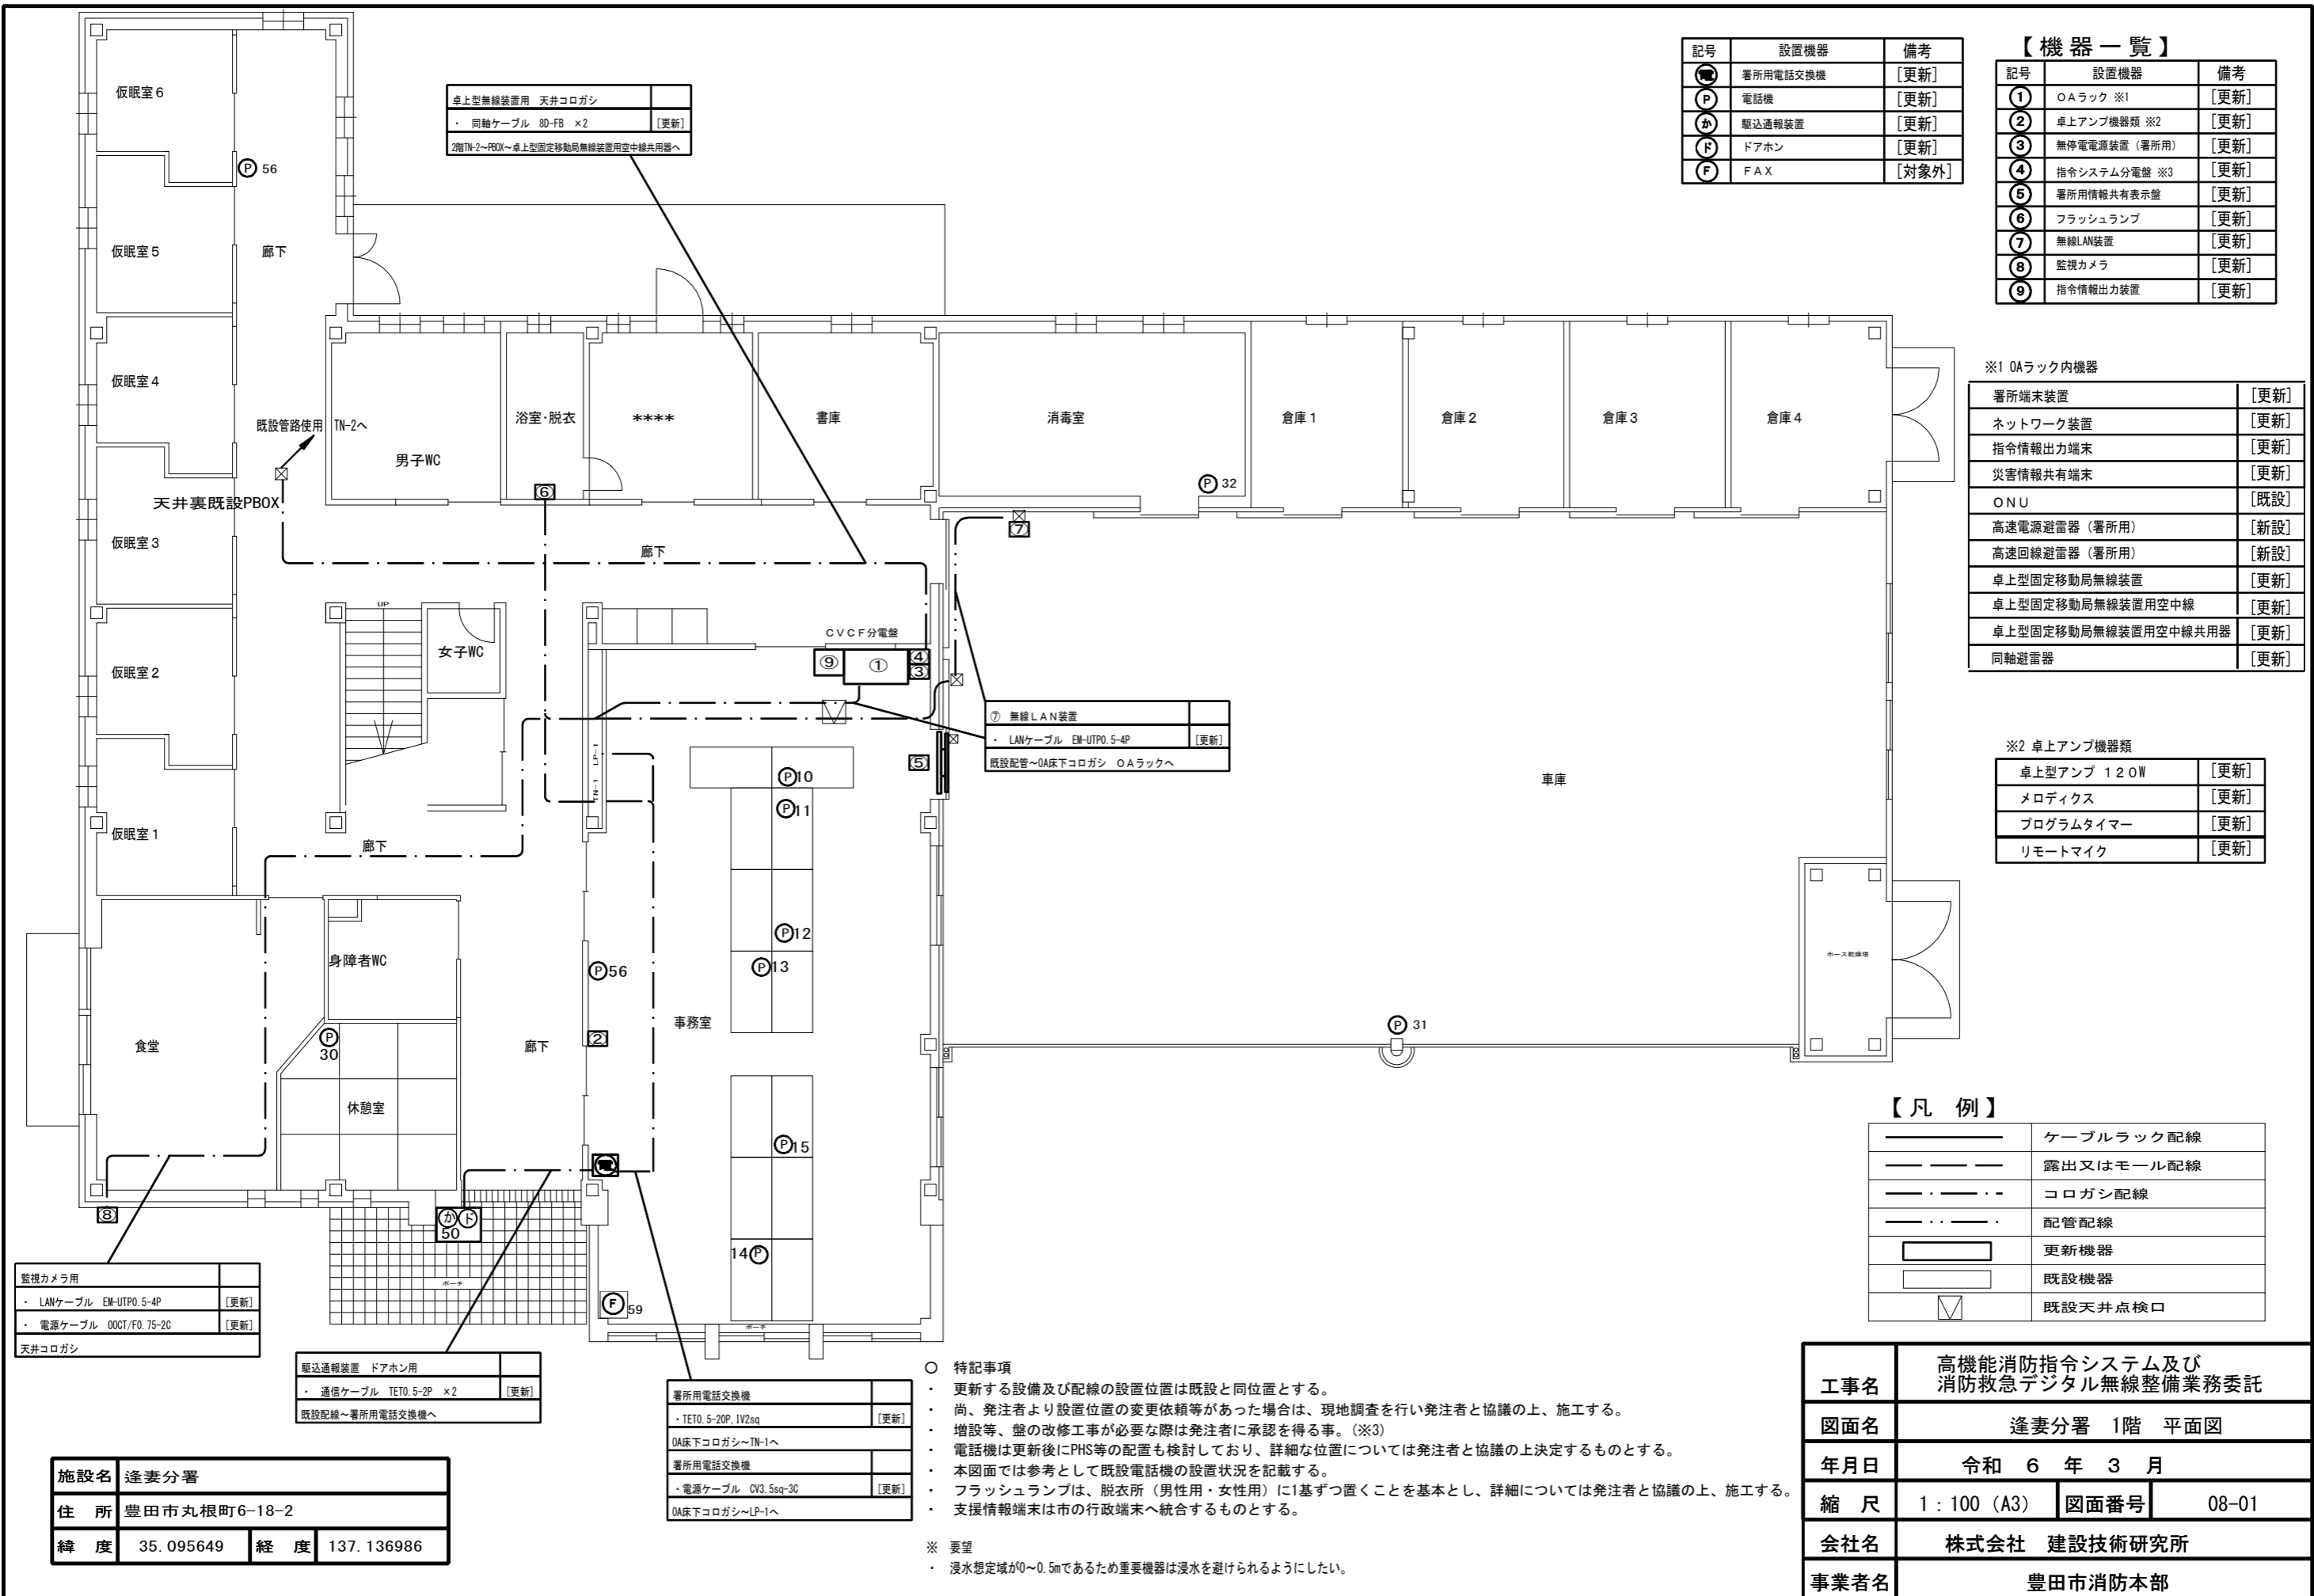 仮眠室6
P 56
仮眠室5
廊下
仮眠室4
既設管路使用 TN-2へ
天井裏既設PBOX
仮眠室3
仮眠室2
仮眠室1
卓上型無線装置用 天井コロガシ
・ 同軸ケーブル 8D-FB ×2 [更新]
2階TN-2～PBOX～卓上型固定移動局無線装置用空中線共用器へ
男子WC
浴室・脱衣
****
書庫
消毒室
倉庫1
倉庫2
倉庫3
倉庫4
P 32
⑥
⑦
廊下
UP
女子WC
CVCF分電盤
⑨
①
④
③
TN-1 LP-1
⑦ 無線LAN装置
・ LANケーブル EM-UTP0.5-4P [更新]
既設配管～OA床下コロガシ OAラックへ
⑤
P10
P11
P12
P13
車庫
廊下
身障者WC
P56
事務室
②
食堂
P
30
休憩室
廊下
P 31
ホース乾燥塔
P15
14P
⑧
か ド
50
ポーチ
F 59
ポーチ
監視カメラ用
・ LANケーブル EM-UTP0.5-4P [更新]
・ 電源ケーブル OOCT/F0.75-2C [更新]
天井コロガシ
駆込通報装置 ドアホン用
・ 通信ケーブル TET0.5-2P ×2 [更新]
既設配線～署所用電話交換機へ
署所用電話交換機
・TET0.5-20P,IV2sq [更新]
OA床下コロガシ～TN-1へ
署所用電話交換機
・電源ケーブル CV3.5sq-3C [更新]
OA床下コロガシ～LP-1へ
施設名 逢妻分署
住 所 豊田市丸根町6-18-2
緯 度 35.095649 経 度 137.136986
○ 特記事項
・ 更新する設備及び配線の設置位置は既設と同位置とする。
・ 尚、発注者より設置位置の変更依頼等があった場合は、現地調査を行い発注者と協議の上、施工する。
・ 増設等、盤の改修工事が必要な際は発注者に承認を得る事。(※3)
・ 電話機は更新後にPHS等の配置も検討しており、詳細な位置については発注者と協議の上決定するものとする。
・ 本図面では参考として既設電話機の設置状況を記載する。
・ フラッシュランプは、脱衣所（男性用・女性用）に1基ずつ置くことを基本とし、詳細については発注者と協議の上、施工する。
・ 支援情報端末は市の行政端末へ統合するものとする。
※ 要望
・ 浸水想定域が0～0.5mであるため重要機器は浸水を避けられるようにしたい。
記号 設置機器 備考
署所用電話交換機 [更新]
P 電話機 [更新]
か 駆込通報装置 [更新]
ド ドアホン [更新]
F FAX [対象外]
【機器一覧】
記号 設置機器 備考
① OAラック ※1 [更新]
② 卓上アンプ機器類 ※2 [更新]
③ 無停電電源装置（署所用） [更新]
④ 指令システム分電盤 ※3 [更新]
⑤ 署所用情報共有表示盤 [更新]
⑥ フラッシュランプ [更新]
⑦ 無線LAN装置 [更新]
⑧ 監視カメラ [更新]
⑨ 指令情報出力装置 [更新]
※1 OAラック内機器
署所端末装置 [更新]
ネットワーク装置 [更新]
指令情報出力端末 [更新]
災害情報共有端末 [更新]
ONU [既設]
高速電源避雷器（署所用） [新設]
高速回線避雷器（署所用） [新設]
卓上型固定移動局無線装置 [更新]
卓上型固定移動局無線装置用空中線 [更新]
卓上型固定移動局無線装置用空中線共用器 [更新]
同軸避雷器 [更新]
※2 卓上アンプ機器類
卓上型アンプ 120W [更新]
メロディクス [更新]
プログラムタイマー [更新]
リモートマイク [更新]
【凡 例】
ケーブルラック配線
露出又はモール配線
コロガシ配線
配管配線
更新機器
既設機器
既設天井点検口
工事名 高機能消防指令システム及び
消防救急デジタル無線整備業務委託
図面名 逢妻分署 1階 平面図
年月日 令和 6 年 3 月
縮 尺 1：100（A3） 図面番号 08-01
会社名 株式会社 建設技術研究所
事業者名 豊田市消防本部